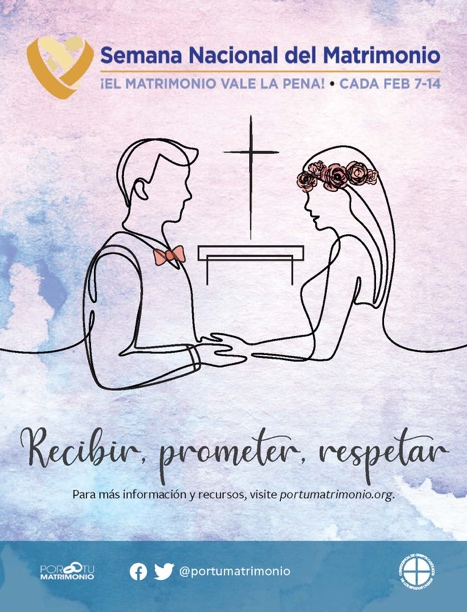 Semana Nacional del Matrimonio
¡EL MATRIMONIO VALE LA PENA! • CADA FEB 7-14
Recibir, prometer, respetar
Para más información y recursos, visite portumatrimonio.org.
POR TU
MATRIMONIO
@portumatrimonio